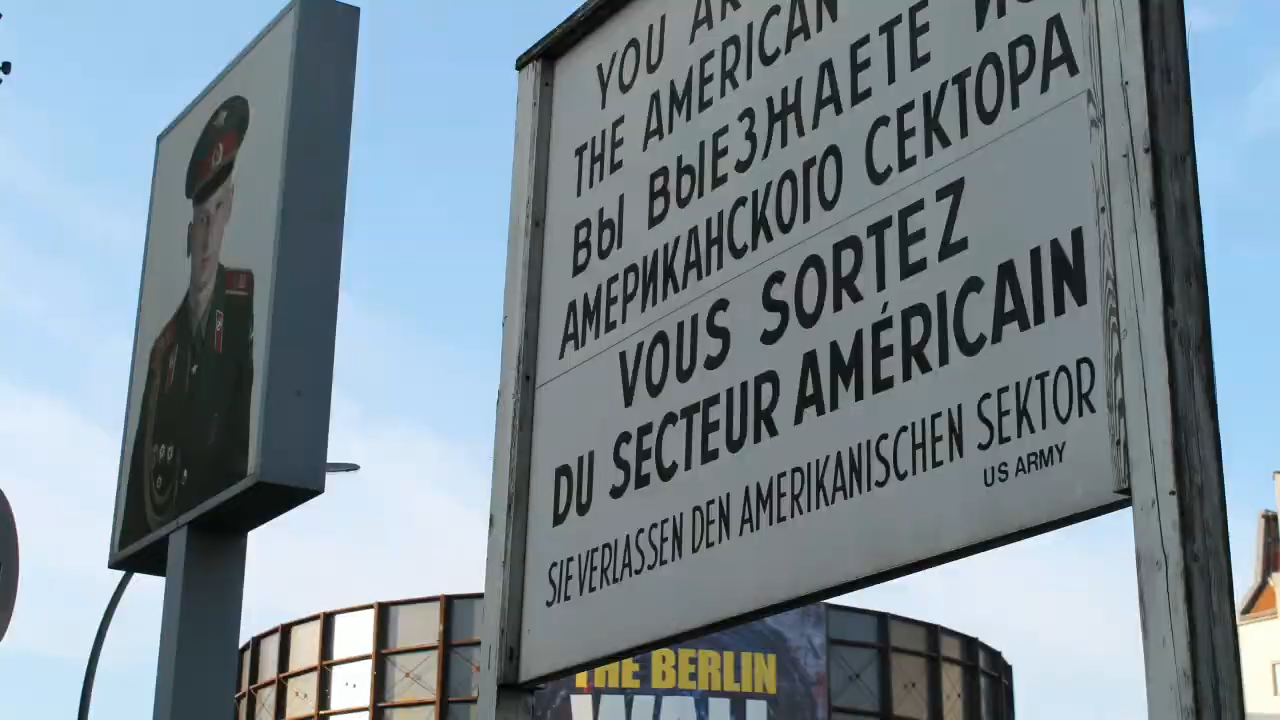 YOU AR
THE AMERICAN
ВЫ ВЫЕЗЖАЕТЕ
АМЕРИКАНСКОГО СЕКТОРА
VOUS SORTEZ
DU SECTEUR AMÉRICAIN
SIE VERLASSEN DEN AMERIKANISCHEN SEKTOR
US ARMY
THE BERLIN
WALL